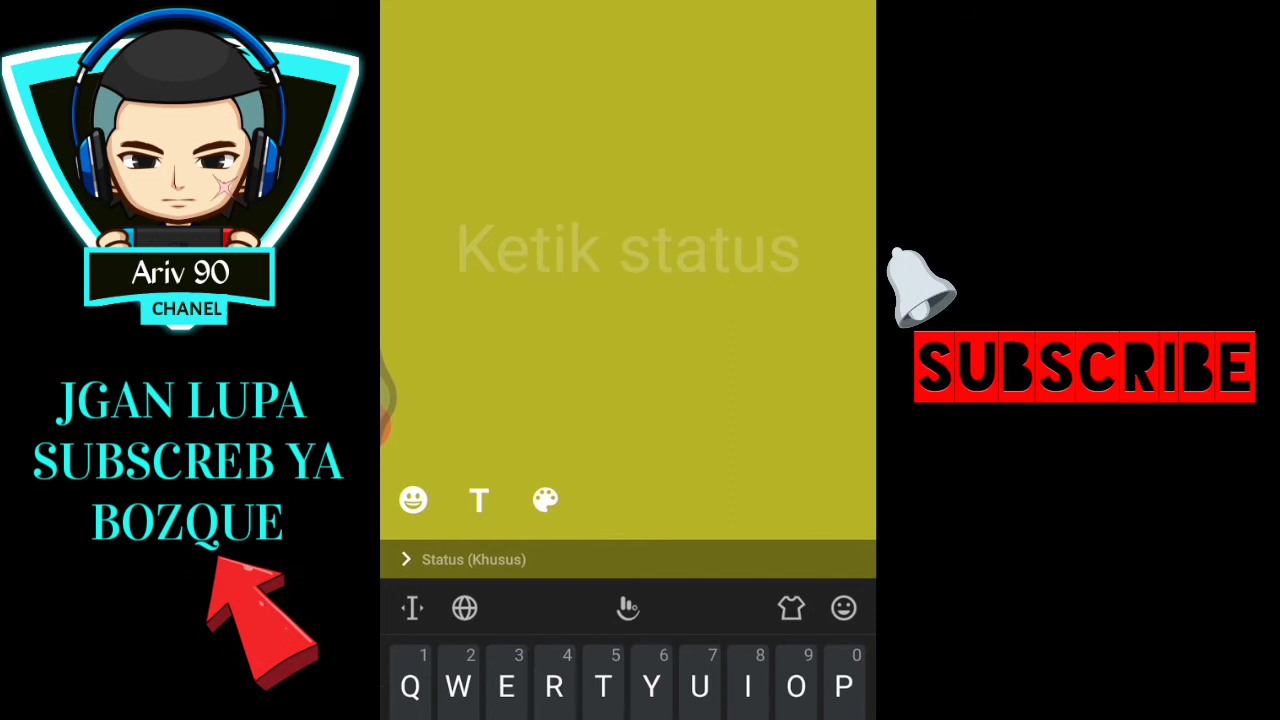 Ariv 90
CHANEL
JGAN LUPA
SUBSCREB YA
BOZQUE
Ketik status
T
Status (Khusus)
1 2 3 4 5 6 7 8 9 0
Q W E R T Y U I O P
SUBSCRIBE